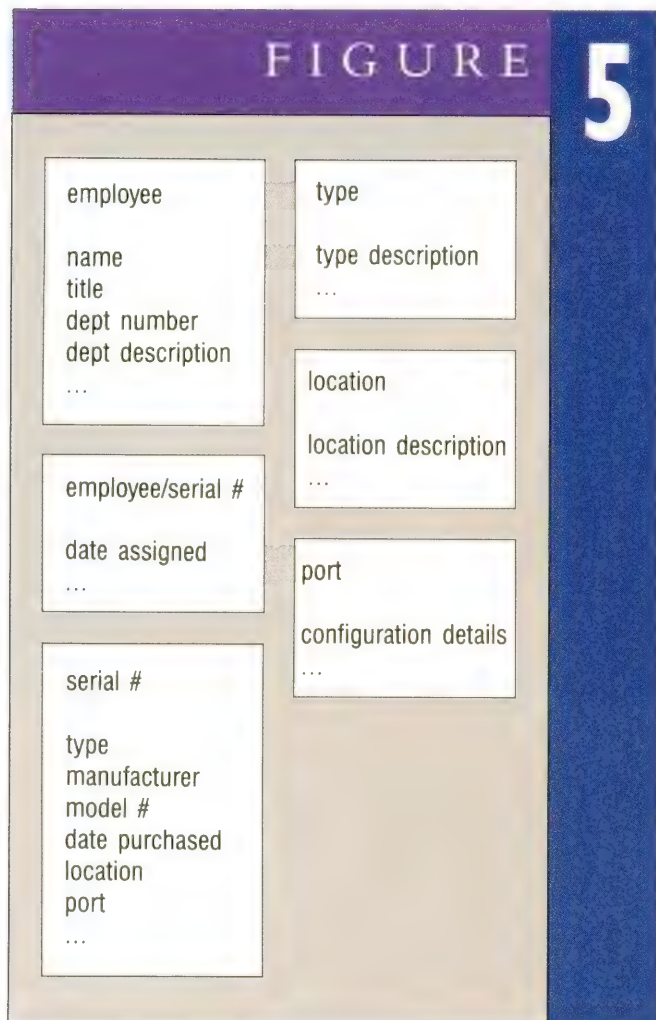 FIGURE 5
employee
name
title
dept number
dept description
...
employee/serial #
date assigned
...
serial #
type
manufacturer
model #
date purchased
location
port
...
type
type description
...
location
location description
...
port
configuration details
...